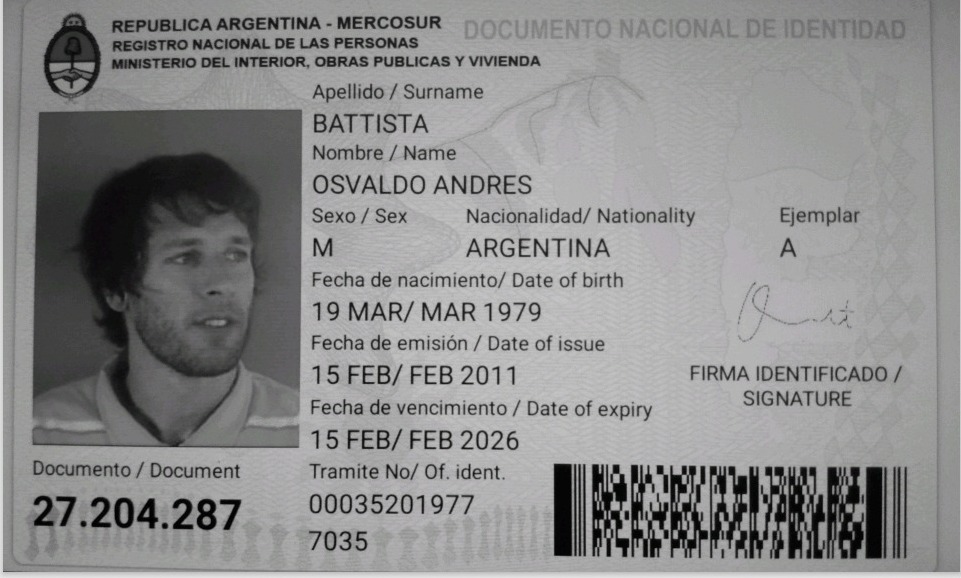 REPUBLICA ARGENTINA - MERCOSUR
REGISTRO NACIONAL DE LAS PERSONAS
MINISTERIO DEL INTERIOR, OBRAS PUBLICAS Y VIVIENDA
DOCUMENTO NACIONAL DE IDENTIDAD
Apellido / Surname
BATTISTA
Nombre / Name
OSVALDO ANDRES
Sexo / Sex Nacionalidad/ Nationality Ejemplar
M ARGENTINA A
Fecha de nacimiento/ Date of birth
19 MAR/ MAR 1979
Fecha de emisión / Date of issue
15 FEB/ FEB 2011
FIRMA IDENTIFICADO /
SIGNATURE
Fecha de vencimiento / Date of expiry
15 FEB/ FEB 2026
Documento / Document
27.204.287
Tramite No/ Of. ident.
00035201977
7035